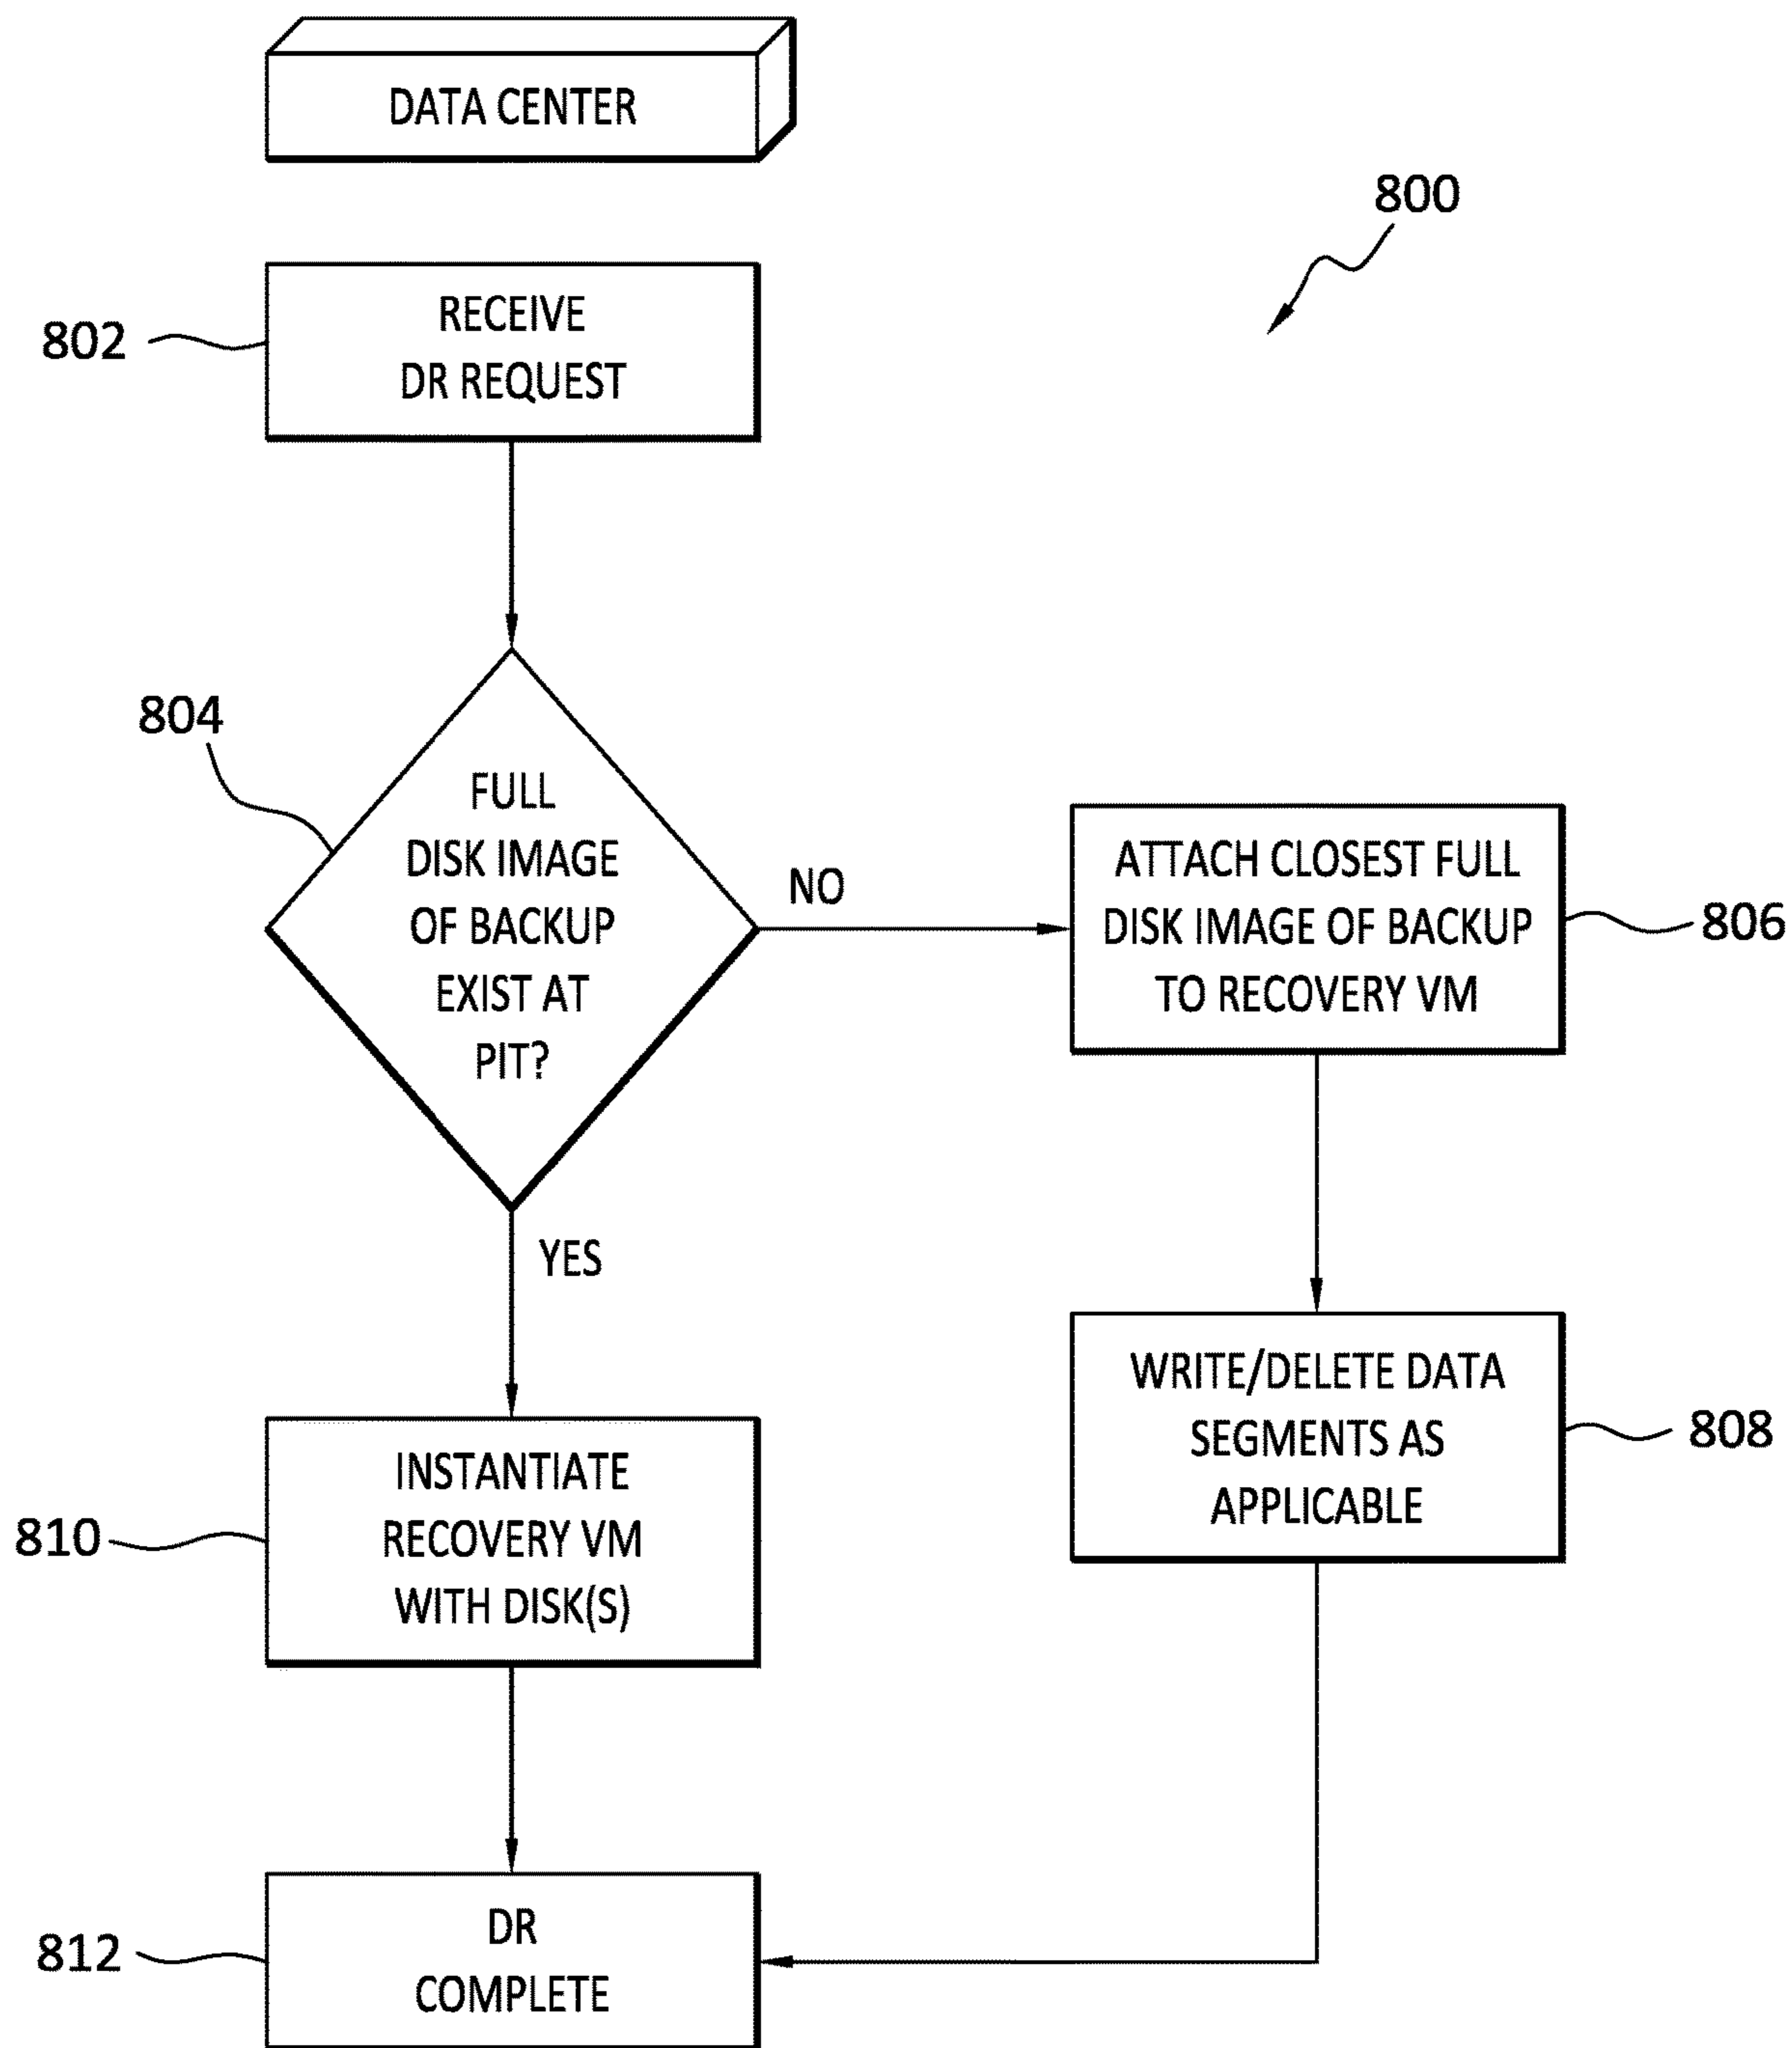 DATA CENTER
800
802
RECEIVE
DR REQUEST
804
FULL
DISK IMAGE
OF BACKUP
EXIST AT
PIT?
NO
ATTACH CLOSEST FULL
DISK IMAGE OF BACKUP
TO RECOVERY VM
806
YES
WRITE/DELETE DATA
SEGMENTS AS
APPLICABLE
808
810
INSTANTIATE
RECOVERY VM
WITH DISK(S)
812
DR
COMPLETE